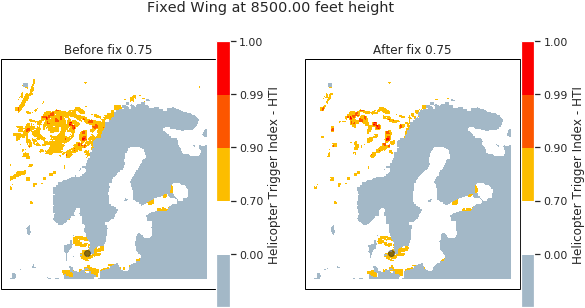 Fixed Wing at 8500.00 feet height
Before fix 0.75
1.00
0.99
0.90
0.70
0.00
Helicopter Trigger Index - HTI
After fix 0.75
1.00
0.99
0.90
0.70
0.00
Helicopter Trigger Index - HTI